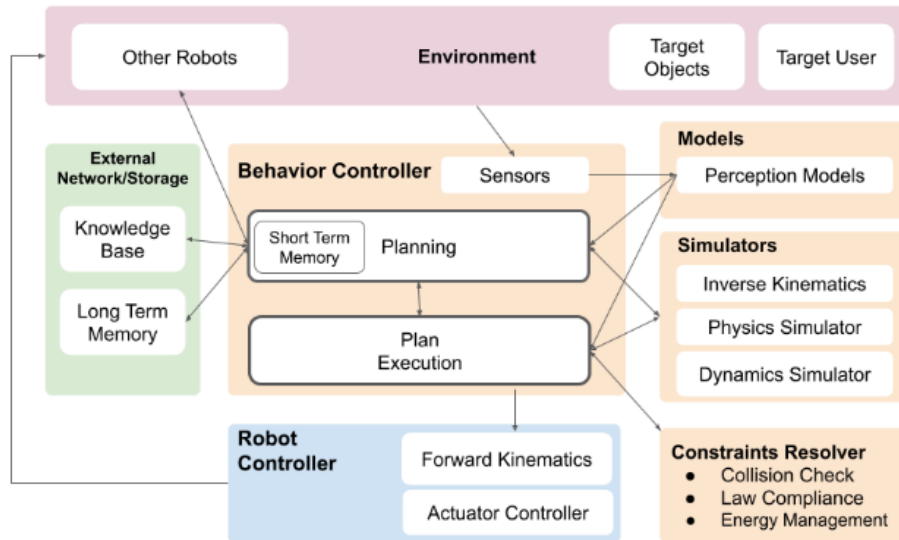 Other Robots
Environment
Target
Objects
Target User
External
Network/Storage
Knowledge
Base
Long Term
Memory
Behavior Controller
Sensors
Short Term
Memory
Planning
Plan
Execution
Models
Perception Models
Simulators
Inverse Kinematics
Physics Simulator
Dynamics Simulator
Robot
Controller
Forward Kinematics
Actuator Controller
Constraints Resolver
● Collision Check
● Law Compliance
● Energy Management